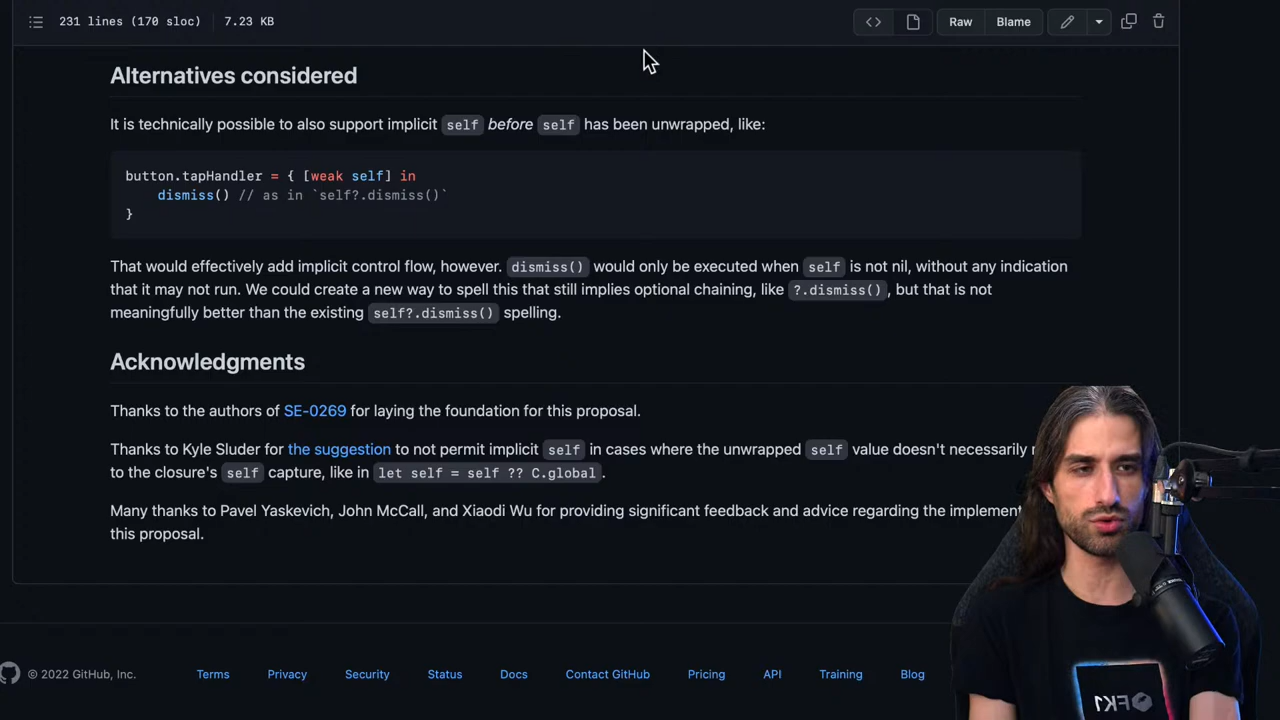 231 lines (170 sloc) 7.23 KB Raw Blame
Alternatives considered
It is technically possible to also support implicit self before self has been unwrapped, like:
button.tapHandler = { [weak self] in
dismiss() // as in `self?.dismiss()`
}
That would effectively add implicit control flow, however. dismiss() would only be executed when self is not nil, without any indication
that it may not run. We could create a new way to spell this that still implies optional chaining, like ?.dismiss(), but that is not
meaningfully better than the existing self?.dismiss() spelling.
Acknowledgments
Thanks to the authors of SE-0269 for laying the foundation for this proposal.
Thanks to Kyle Sluder for the suggestion to not permit implicit self in cases where the unwrapped self value doesn't necessarily
to the closure's self capture, like in let self = self ?? C.global.
Many thanks to Pavel Yaskevich, John McCall, and Xiaodi Wu for providing significant feedback and advice regarding the implement
this proposal.
© 2022 GitHub, Inc. Terms Privacy Security Status Docs Contact GitHub Pricing API Training Blog